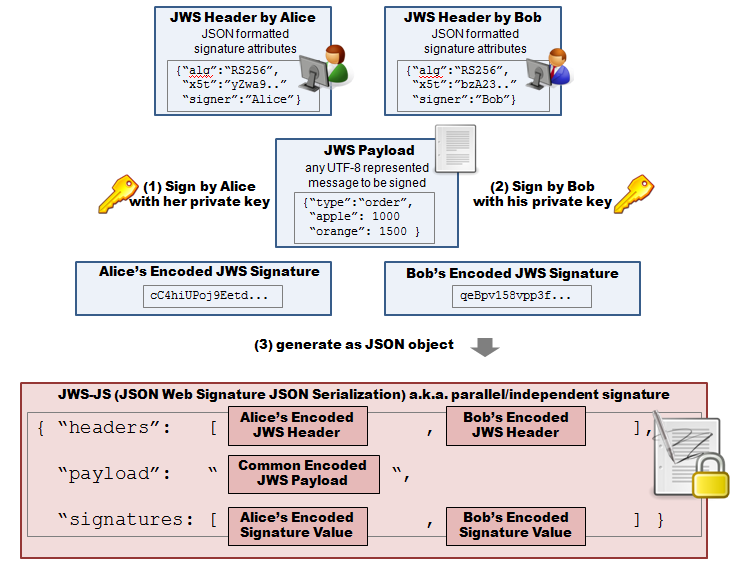 JWS Header by Alice
JSON formatted
signature attributes
{“alg”:“RS256”,
“x5t”:”yZwa9..”
“signer”:”Alice”}
JWS Header by Bob
JSON formatted
signature attributes
{“alg”:“RS256”,
“x5t”:”bzA23..”
“signer”:”Bob”}
JWS Payload
any UTF-8 represented
message to be signed
{“type”:“order”,
“apple”: 1000
“orange”: 1500 }
(1) Sign by Alice
with her private key
(2) Sign by Bob
with his private key
Alice’s Encoded JWS Signature
cC4hiUPoj9Eetd...
Bob’s Encoded JWS Signature
qeBpv158vpp3f...
(3) generate as JSON object
JWS-JS (JSON Web Signature JSON Serialization) a.k.a. parallel/independent signature
{ “headers”: [ Alice’s Encoded JWS Header , Bob’s Encoded JWS Header ],
“payload”: “ Common Encoded JWS Payload “,
“signatures: [ Alice’s Encoded Signature Value , Bob’s Encoded Signature Value ] }